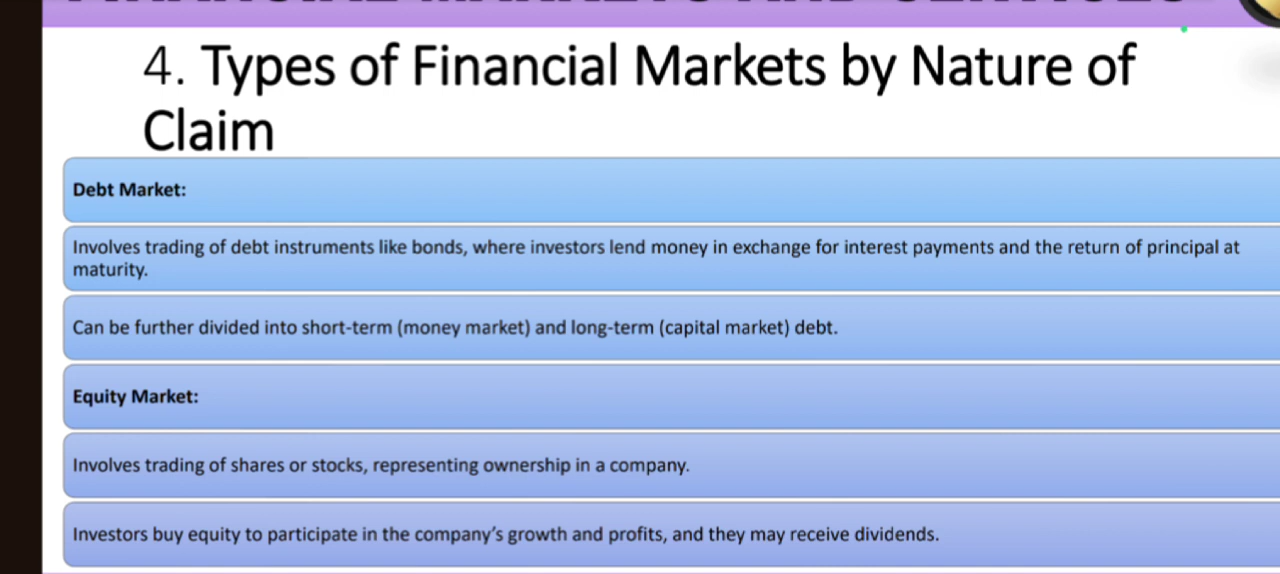 4. Types of Financial Markets by Nature of
Claim
Debt Market:
Involves trading of debt instruments like bonds, where investors lend money in exchange for interest payments and the return of principal at
maturity.
Can be further divided into short-term (money market) and long-term (capital market) debt.
Equity Market:
Involves trading of shares or stocks, representing ownership in a company.
Investors buy equity to participate in the company’s growth and profits, and they may receive dividends.